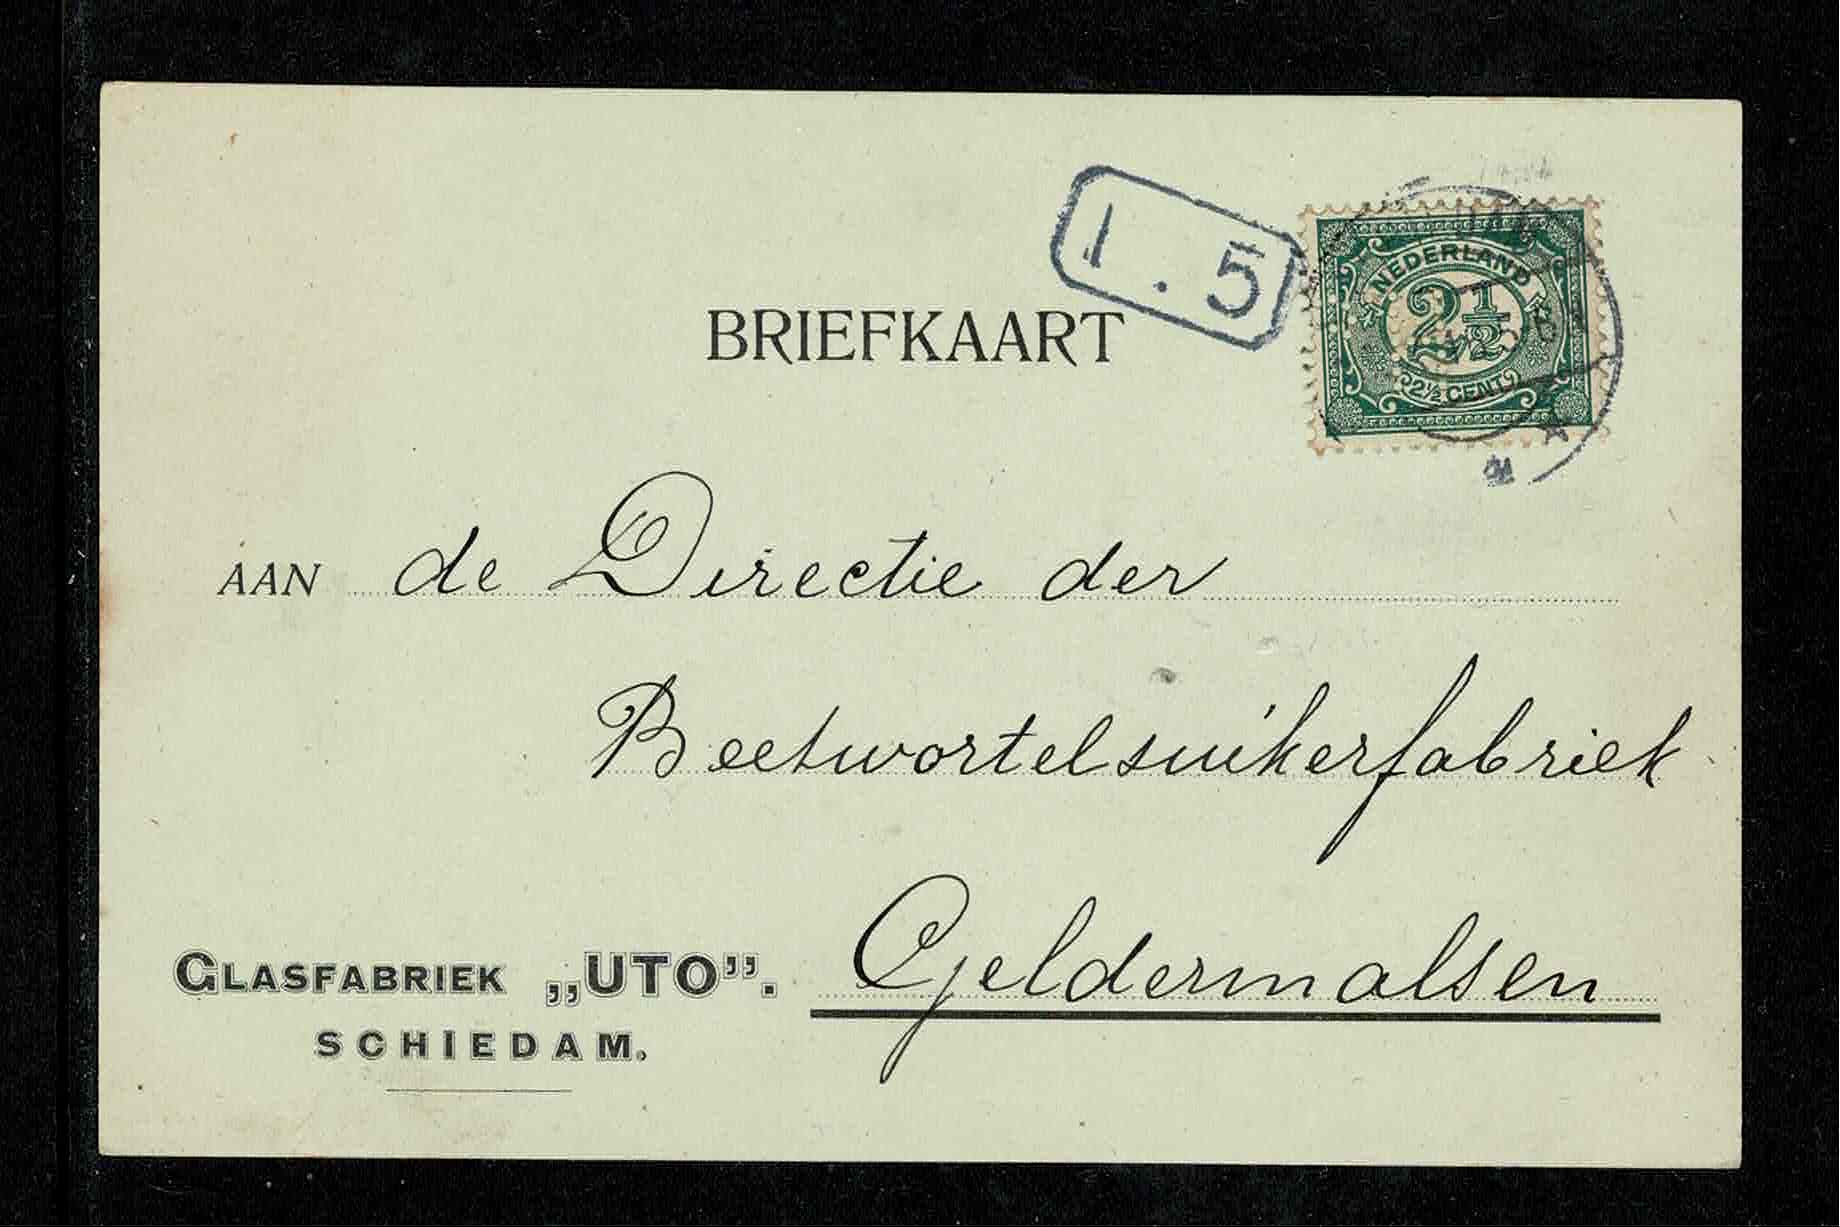 1.5
NEDERLAND
2½
2½ CENT
BRIEFKAART
AAN de Directie der
Beetwortelsuikerfabriek
Geldermalsen
GLASFABRIEK „UTO”.
SCHIEDAM.